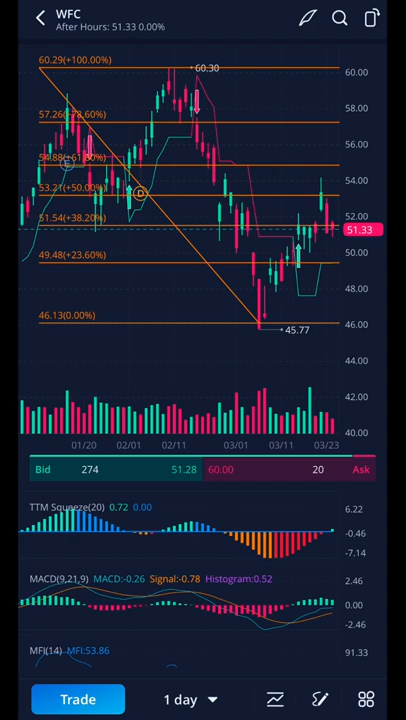 WFC
After Hours: 51.33 0.00%
60.29(+100.00%)
60.30
60.00
58.00
57.26(+78.60%)
56.00
54.88(+61.80%)
E
54.00
53.21(+50.00%)
D
52.00
51.54(+38.20%)
51.33
50.00
49.48(+23.60%)
48.00
46.13(0.00%)
46.00
45.77
44.00
42.00
40.00
01/20 02/01 02/11 03/01 03/11 03/23
Bid 274 51.28 60.00 20 Ask
TTM Squeeze(20) 0.72 0.00
6.22
-0.46
-7.14
MACD(9,21,9) MACD:-0.26 Signal:-0.78 Histogram:0.52
2.46
0.00
-2.46
MFI(14) MFI:53.86
91.33
Trade 1 day